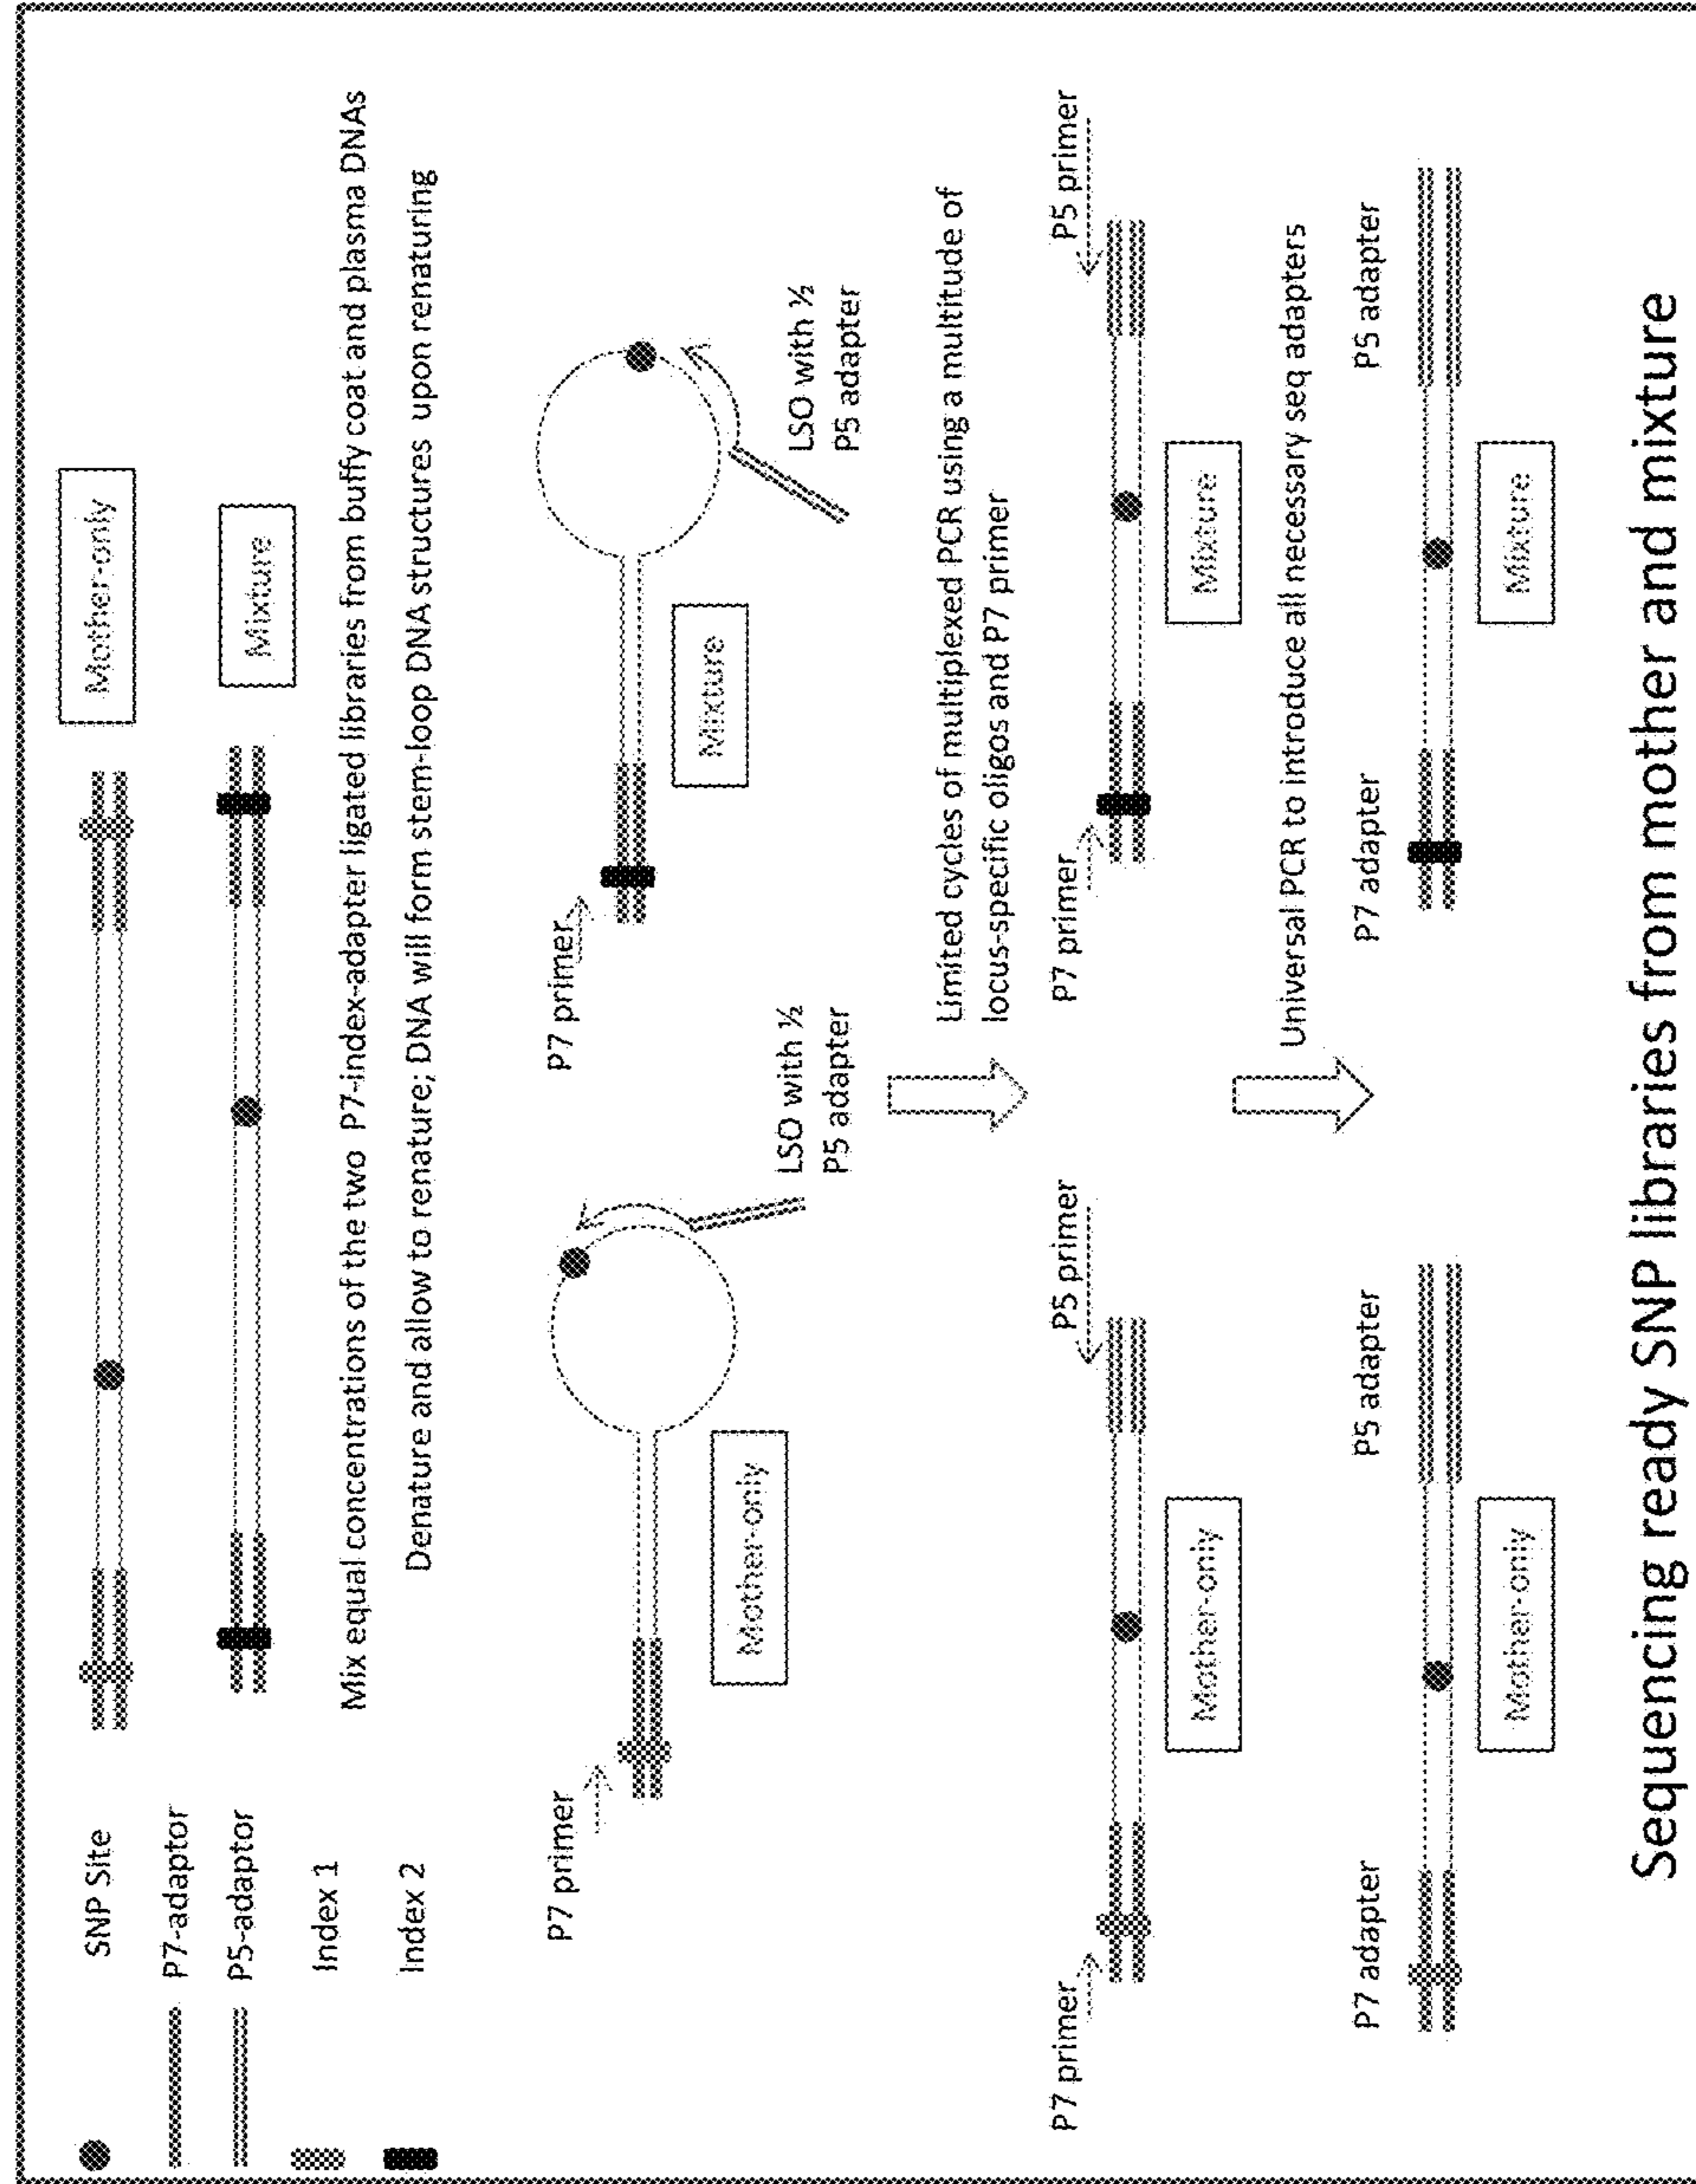 SNP Site
P7-adaptor
P5-adaptor
Index 1
Index 2
Mother-only
Mixture
Mix equal concentrations of the two P7-index-adapter ligated libraries from buffy coat and plasma DNAs
Denature and allow to renature; DNA will form stem-loop DNA structures upon renaturing
P7 primer
Mother-only
LSO with ½
P5 adapter
P7 primer
Mixture
LSO with ½
P5 adapter
Limited cycles of multiplexed PCR using a multitude of
locus-specific oligos and P7 primer
P7 primer
P5 primer
Mother-only
P7 primer
P5 primer
Mixture
Universal PCR to introduce all necessary seq adapters
P7 adapter
P5 adapter
Mother-only
P7 adapter
P5 adapter
Mixture
Sequencing ready SNP libraries from mother and mixture